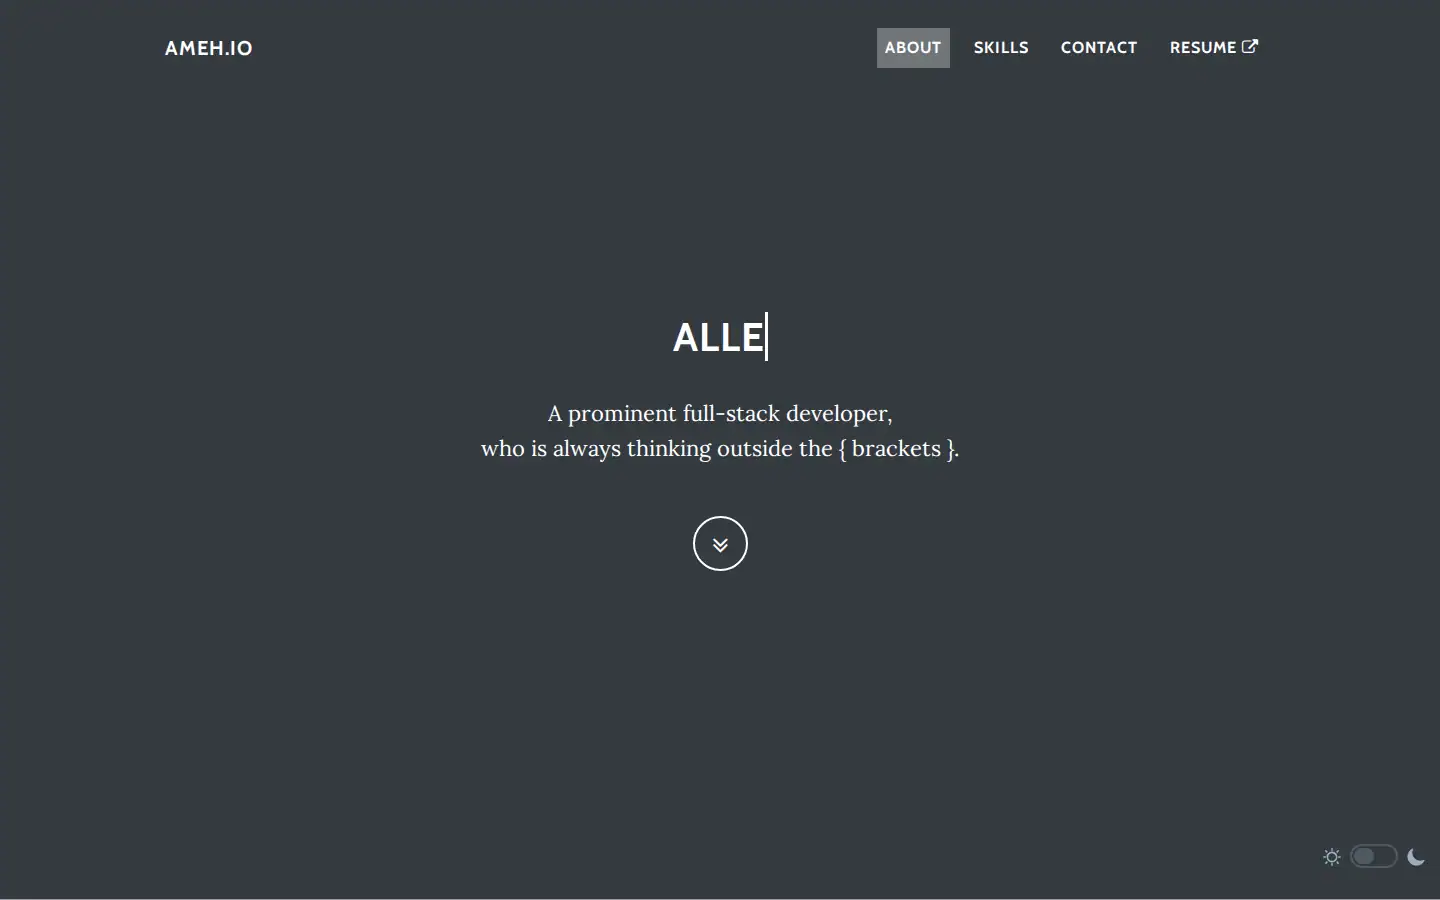 AMEH.IO
ABOUT
SKILLS
CONTACT
RESUME
ALLE
A prominent full-stack developer,
who is always thinking outside the { brackets }.